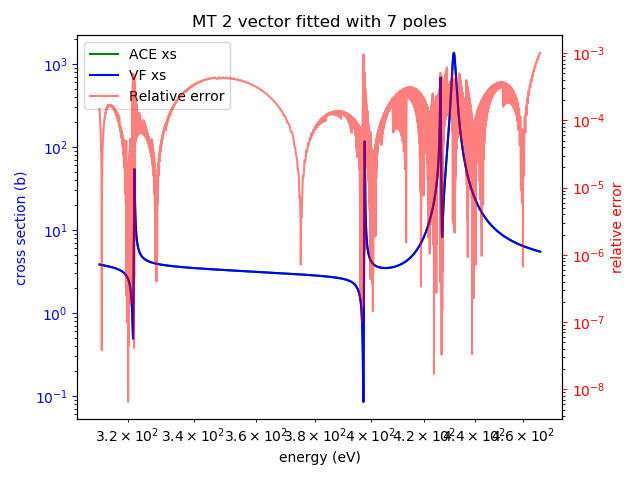 MT 2 vector fitted with 7 poles
ACE xs
VF xs
Relative error
cross section (b)
10³
10²
10¹
10⁰
10⁻¹
relative error
10⁻³
10⁻⁴
10⁻⁵
10⁻⁶
10⁻⁷
10⁻⁸
3.2 × 10² 3.4 × 10² 3.6 × 10² 3.8 × 10² 4 × 10² 4.2 × 10² 4.4 × 10² 4.6 × 10²
energy (eV)